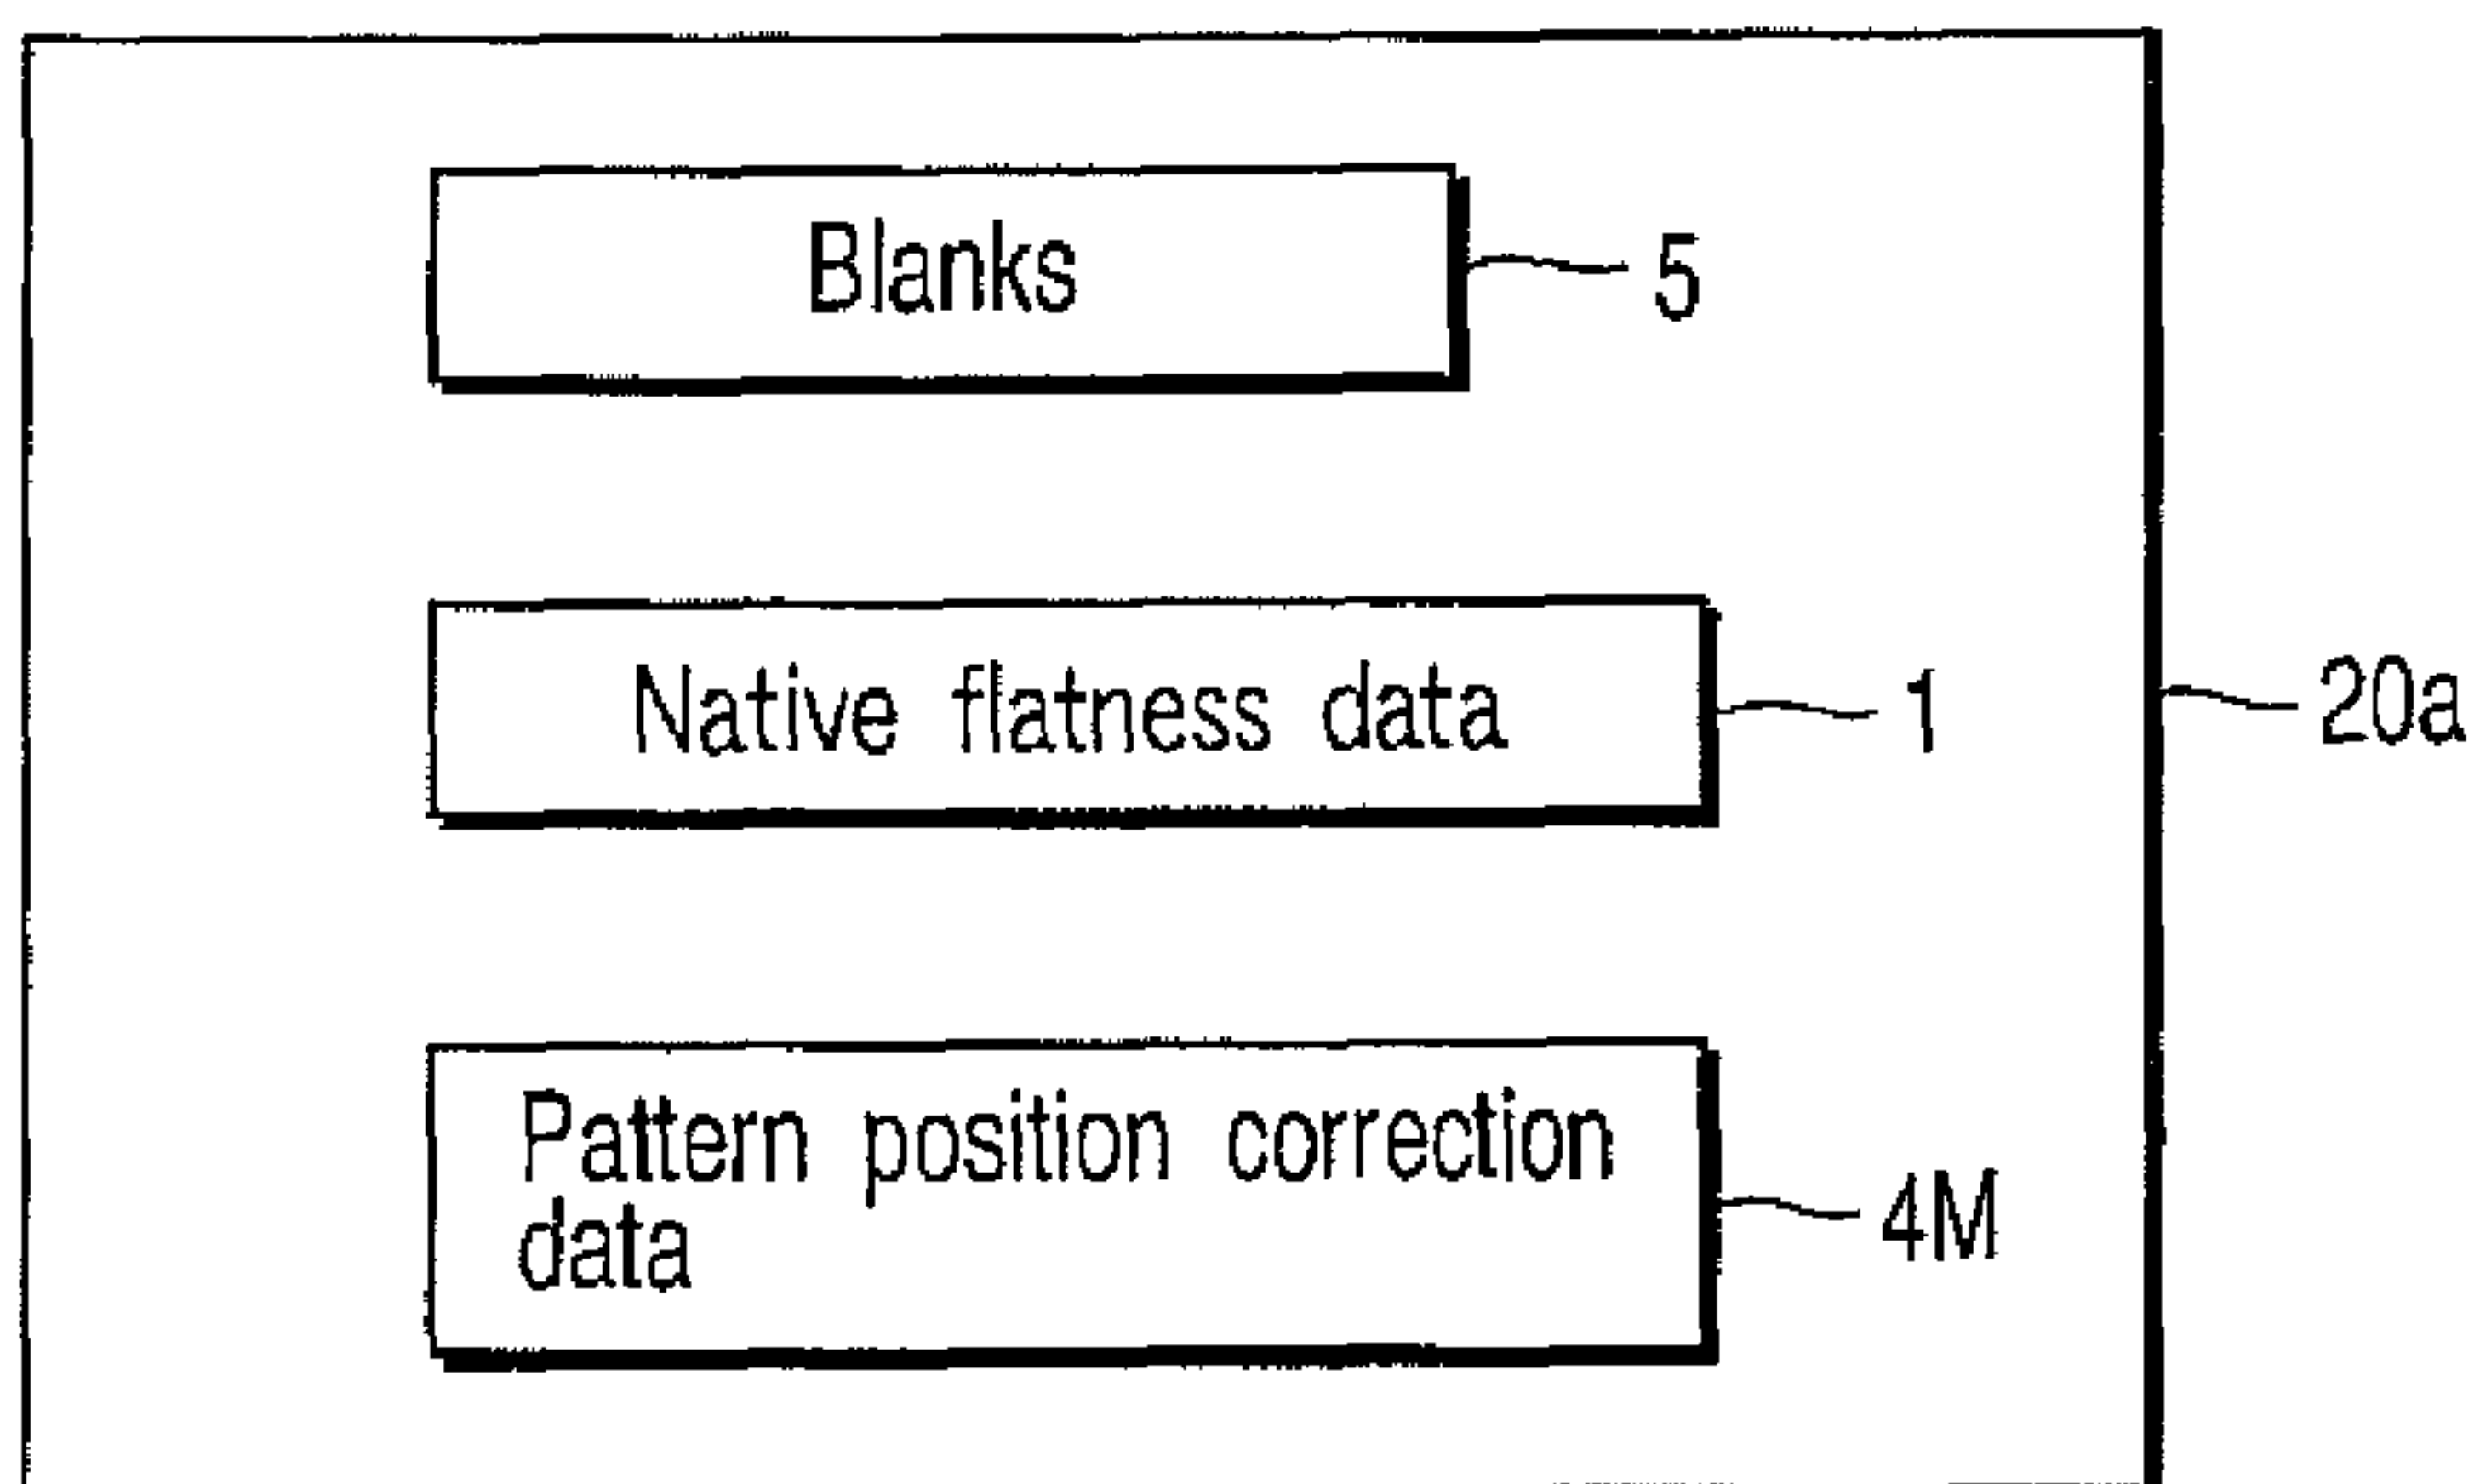 Blanks 5
Native flatness data 1
20a
Pattern position correction
data
4M